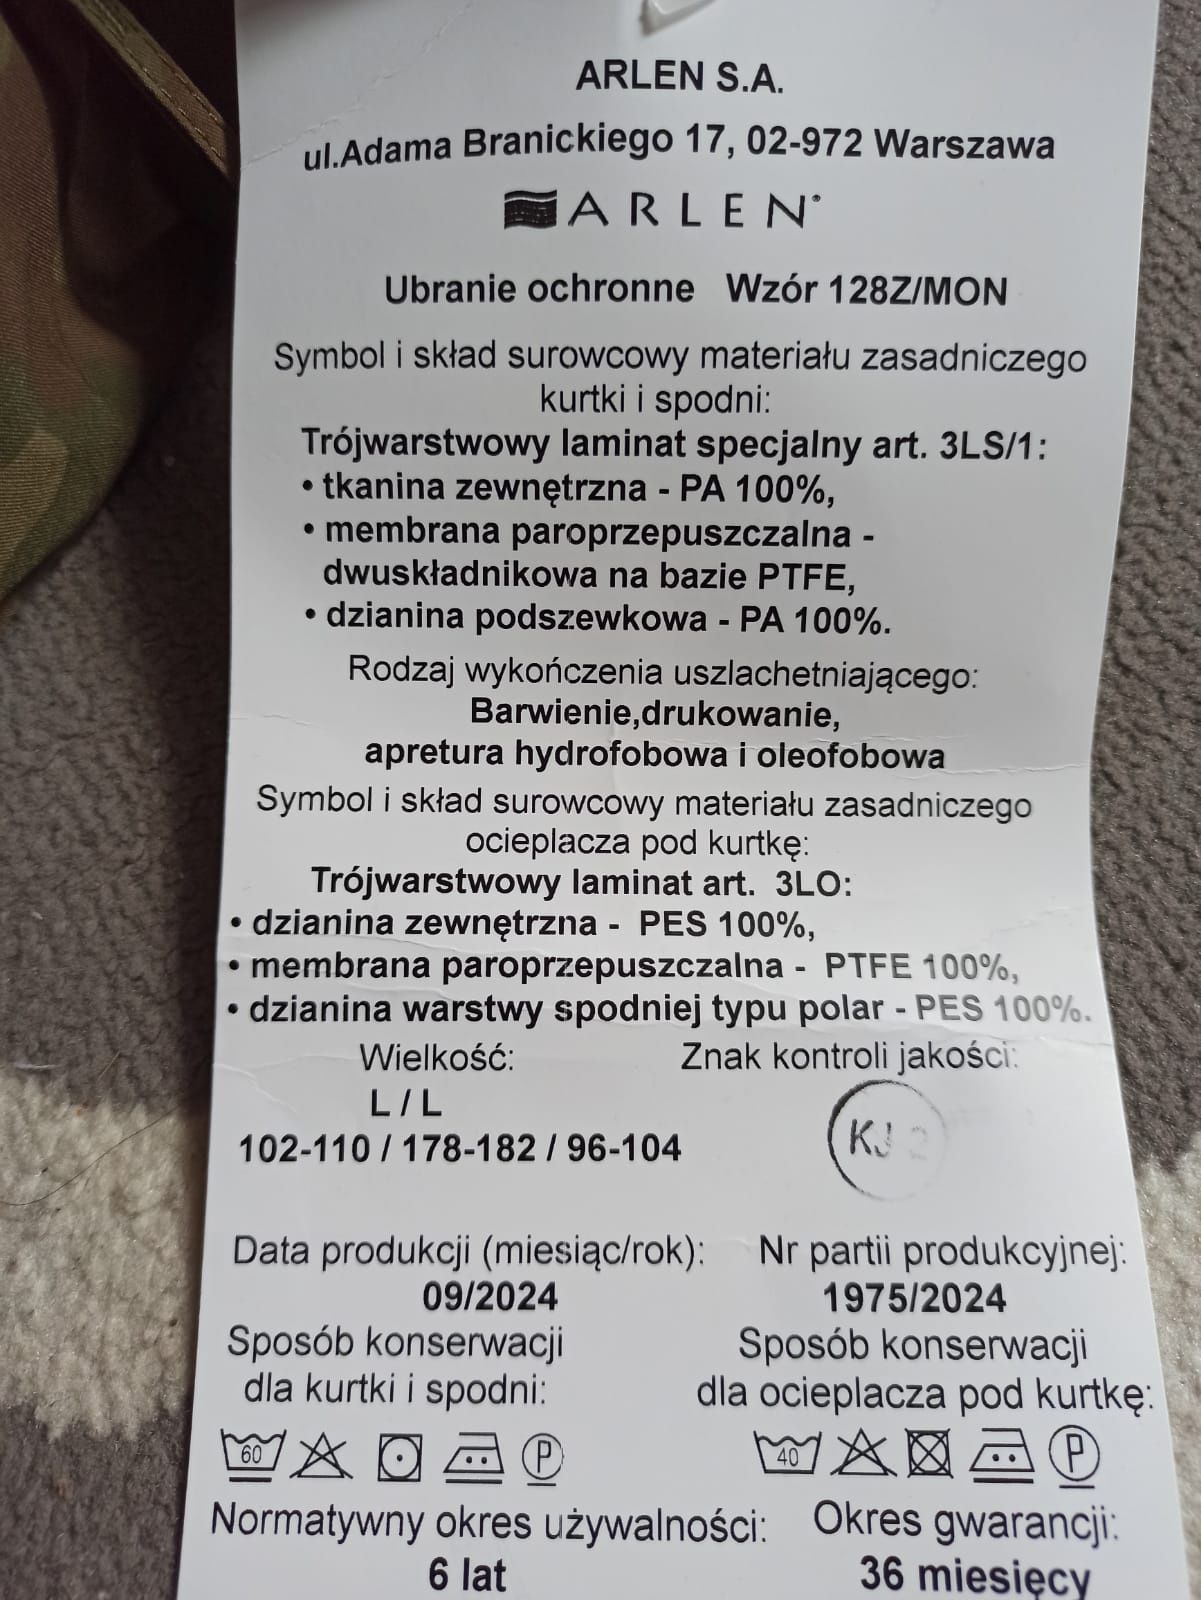 ARLEN S.A.
ul.Adama Branickiego 17, 02-972 Warszawa
ARLEN
Ubranie ochronne Wzór 128Z/MON
Symbol i skład surowcowy materiału zasadniczego
kurtki i spodni:
Trójwarstwowy laminat specjalny art. 3LS/1:
• tkanina zewnętrzna - PA 100%,
• membrana paroprzepuszczalna -
dwuskładnikowa na bazie PTFE,
• dzianina podszewkowa - PA 100%.
Rodzaj wykończenia uszlachetniającego:
Barwienie,drukowanie,
apretura hydrofobowa i oleofobowa
Symbol i skład surowcowy materiału zasadniczego
ocieplacza pod kurtkę:
Trójwarstwowy laminat art. 3LO:
• dzianina zewnętrzna - PES 100%,
• membrana paroprzepuszczalna - PTFE 100%,
• dzianina warstwy spodniej typu polar - PES 100%.
Wielkość: Znak kontroli jakości:
L / L
102-110 / 178-182 / 96-104 KJ 2
Data produkcji (miesiąc/rok): Nr partii produkcyjnej:
09/2024 1975/2024
Sposób konserwacji Sposób konserwacji
dla kurtki i spodni: dla ocieplacza pod kurtkę:
60 P 40 P
Normatywny okres używalności: Okres gwarancji:
6 lat 36 miesięcy